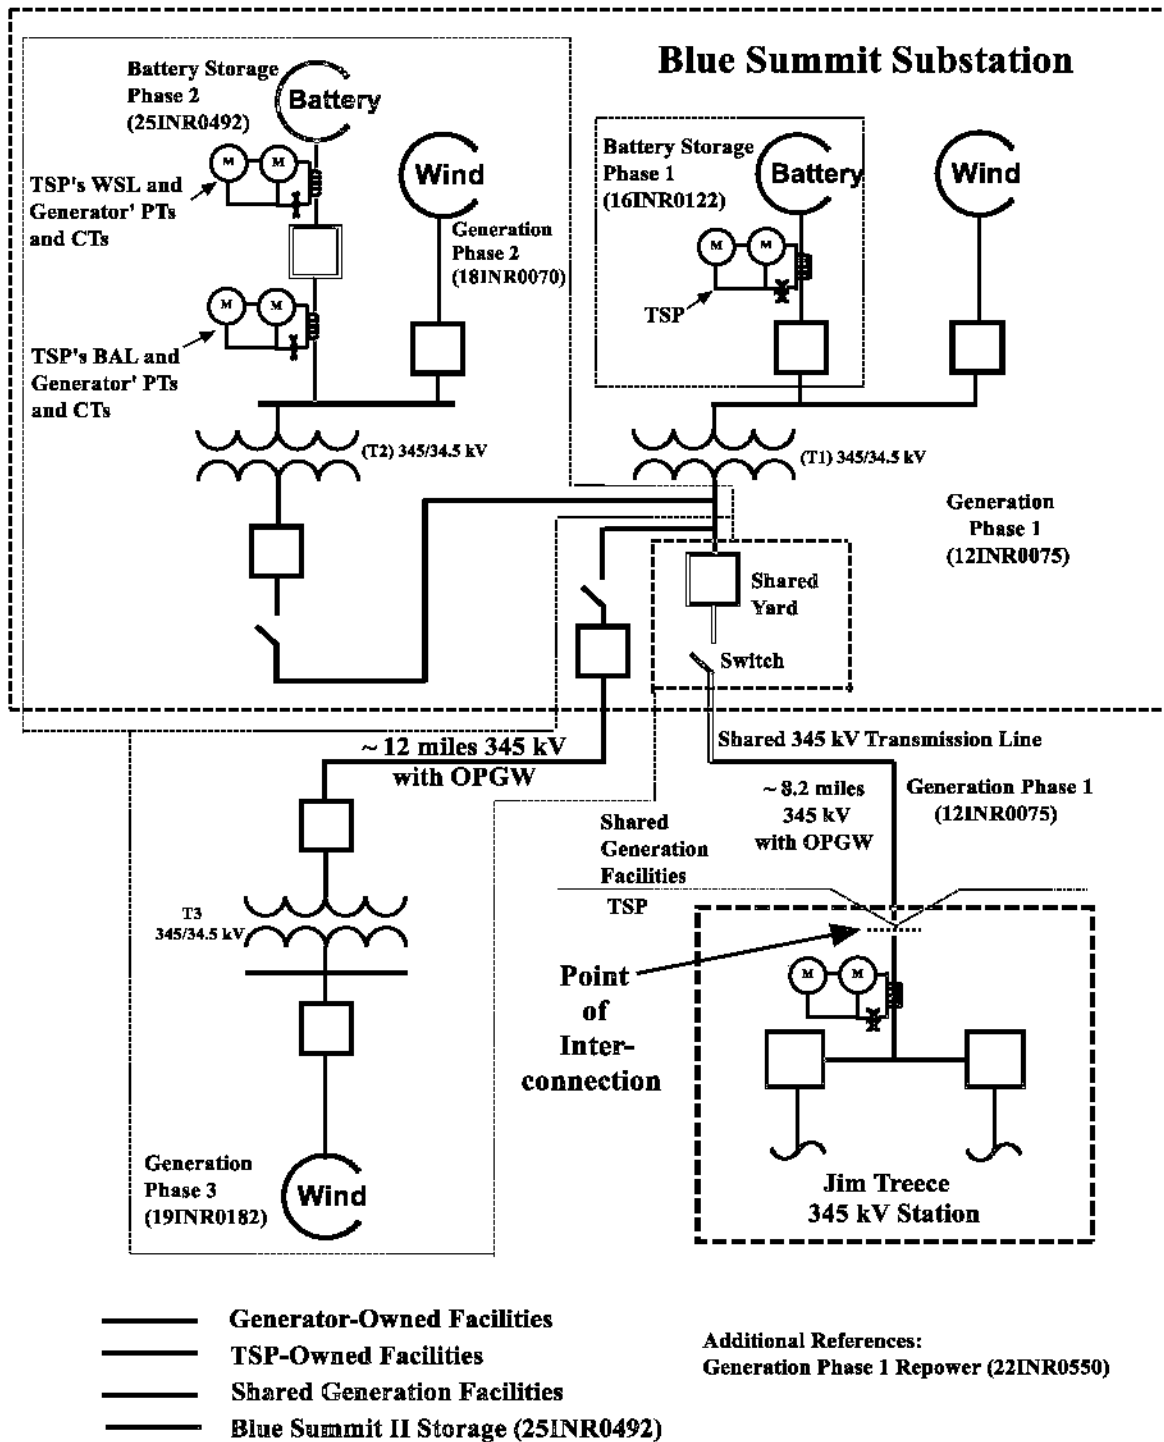 Blue Summit Substation
Battery Storage
Phase 2
(25INR0492)
Battery
M M
TSP's WSL and
Generator' PTs
and CTs
Wind
Generation
Phase 2
(18INR0070)
M M
TSP's BAL and
Generator' PTs
and CTs
(T2) 345/34.5 kV
Battery Storage
Phase 1
(16INR0122)
Battery
Wind
M M
TSP
(T1) 345/34.5 kV
Generation
Phase 1
(12INR0075)
Shared
Yard
Switch
~ 12 miles 345 kV
with OPGW
Shared 345 kV Transmission Line
~ 8.2 miles
345 kV
with OPGW
Generation Phase 1
(12INR0075)
Shared
Generation
Facilities
TSP
T3
345/34.5 kV
Point
of
Inter-
connection
M M
Generation
Phase 3
(19INR0182)
Wind
Jim Treece
345 kV Station
Generator-Owned Facilities
TSP-Owned Facilities
Shared Generation Facilities
Blue Summit II Storage (25INR0492)
Additional References:
Generation Phase 1 Repower (22INR0550)